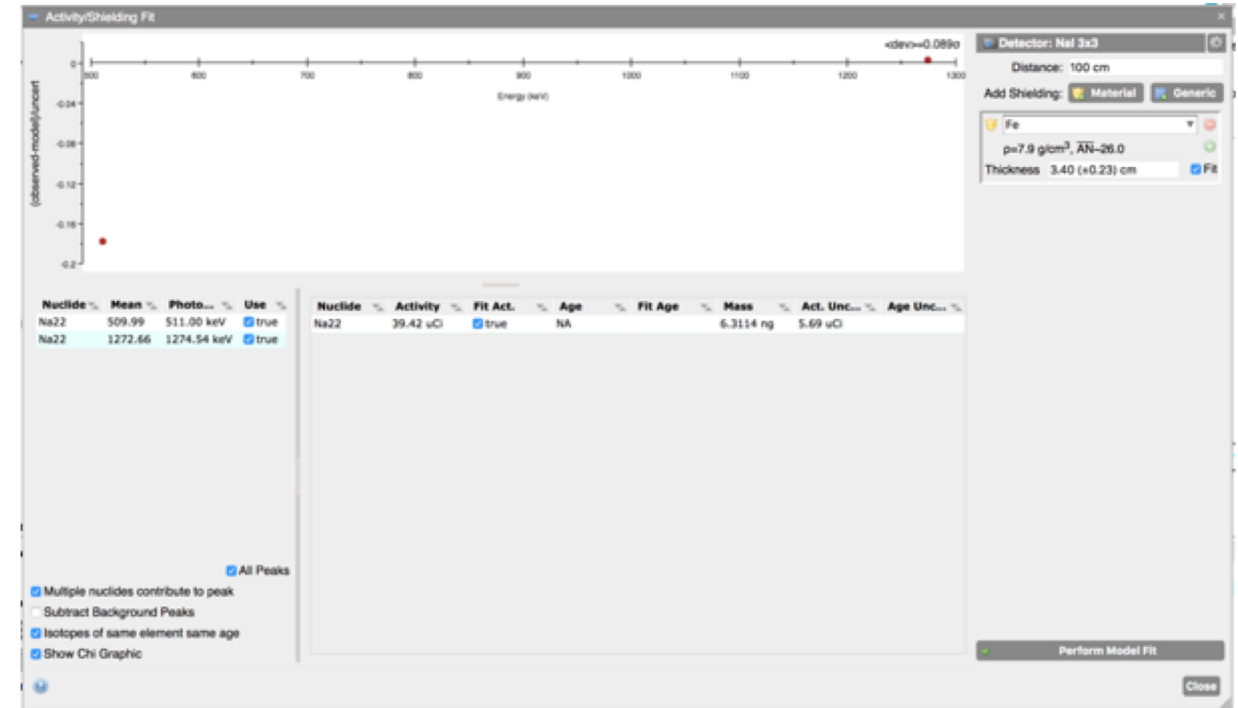 Activity/Shielding Fit
<dev>=0.089σ
0
-0.04
-0.08
-0.12
-0.16
-0.2
500 600 700 800 900 1000 1100 1200 1300
Energy (keV)
(observed-model)/uncert
Nuclide Mean Photo... Use
Na22 509.99 511.00 keV true
Na22 1272.66 1274.54 keV true
All Peaks
Multiple nuclides contribute to peak
Subtract Background Peaks
Isotopes of same element same age
Show Chi Graphic
Nuclide Activity Fit Act. Age Fit Age Mass Act. Unc... Age Unc...
Na22 39.42 uCi true NA 6.3114 ng 5.69 uCi
Detector: NaI 3x3
Distance: 100 cm
Add Shielding: Material Generic
Fe
ρ=7.9 g/cm³, AN~26.0
Thickness 3.40 (±0.23) cm Fit
Perform Model Fit
Close